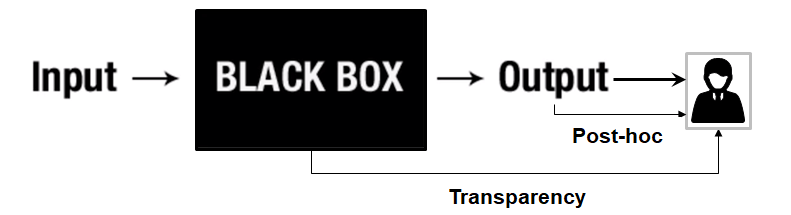 Input
BLACK BOX
Output
Post-hoc
Transparency